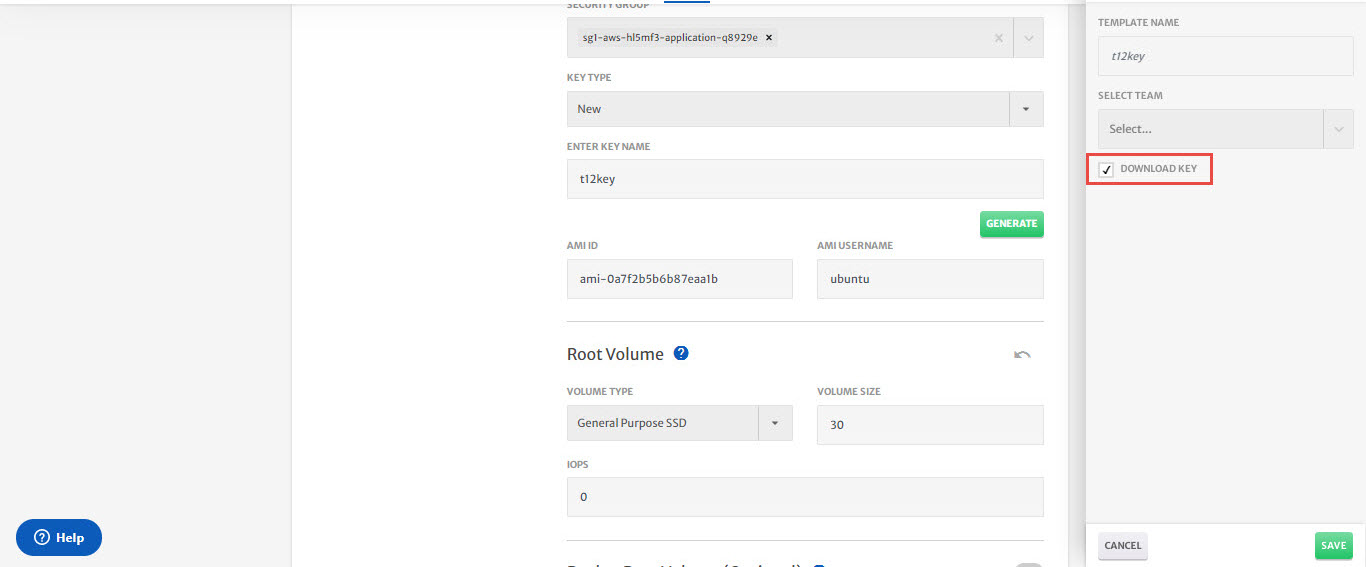 SECURITY GROUP
sg1-aws-hl5mf3-application-q8929e
KEY TYPE
New
ENTER KEY NAME
t12key
GENERATE
AMI ID
AMI USERNAME
ami-0a7f2b5b6b87eaa1b
ubuntu
Root Volume
VOLUME TYPE
VOLUME SIZE
General Purpose SSD
30
IOPS
0
Help
TEMPLATE NAME
t12key
SELECT TEAM
Select...
DOWNLOAD KEY
CANCEL
SAVE